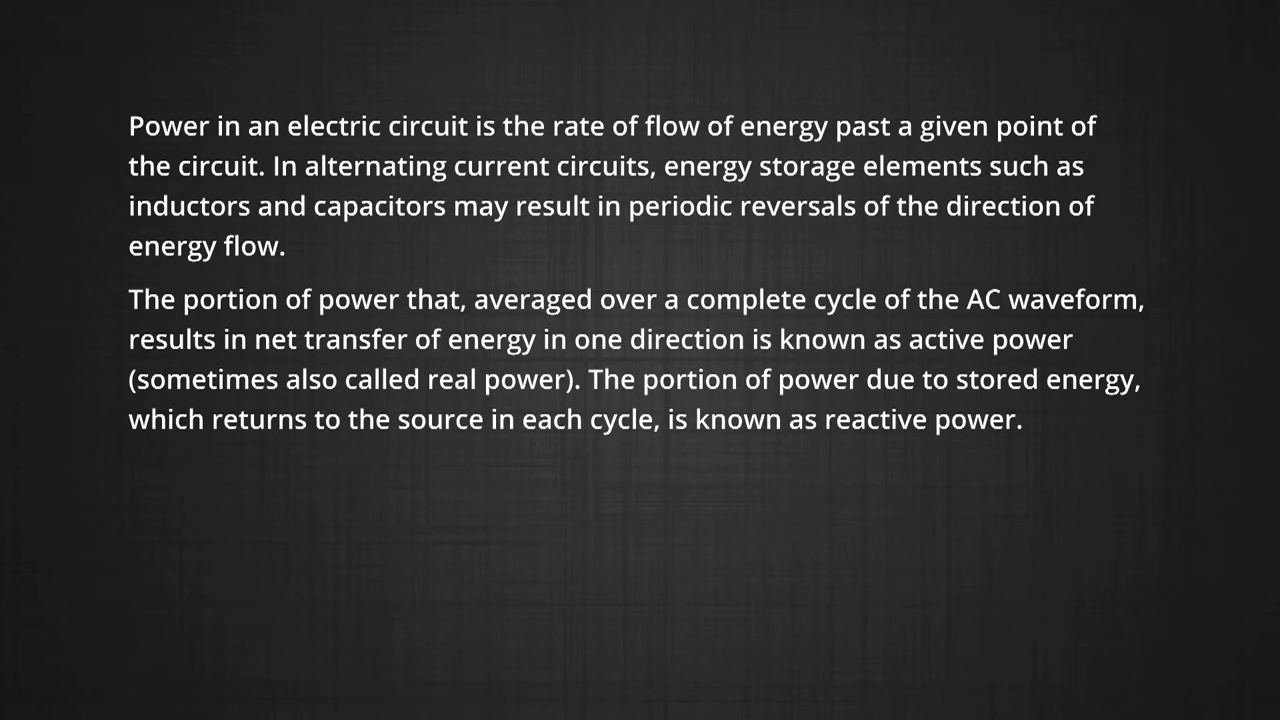 Power in an electric circuit is the rate of flow of energy past a given point of
the circuit. In alternating current circuits, energy storage elements such as
inductors and capacitors may result in periodic reversals of the direction of
energy flow.
The portion of power that, averaged over a complete cycle of the AC waveform,
results in net transfer of energy in one direction is known as active power
(sometimes also called real power). The portion of power due to stored energy,
which returns to the source in each cycle, is known as reactive power.